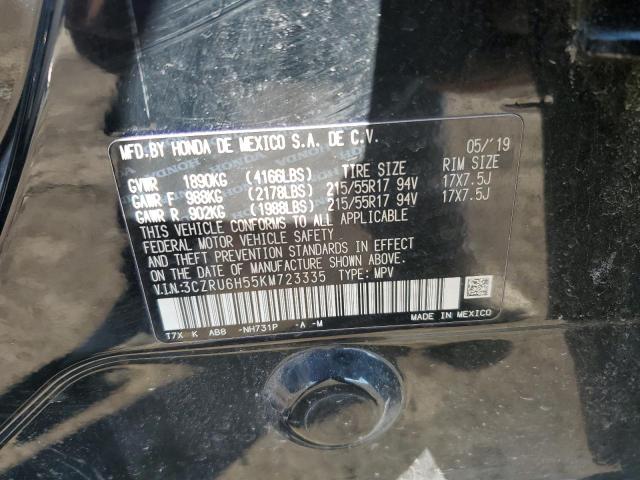 MFD.BY HONDA DE MEXICO S.A. DE C.V. 05/'19
GVWR 1890KG (4166LBS) TIRE SIZE RIM SIZE
GAWR F 988KG (2178LBS) 215/55R17 94V 17X7.5J
GAWR R 902KG (1988LBS) 215/55R17 94V 17X7.5J
THIS VEHICLE CONFORMS TO ALL APPLICABLE
FEDERAL MOTOR VEHICLE SAFETY
AND THEFT PREVENTION STANDARDS IN EFFECT
ON THE DATE OF MANUFACTURE SHOWN ABOVE.
V.I.N:3CZRU6H55KM723335 TYPE: MPV
T7X K ABB -NH731P -A -M
MADE IN MEXICO